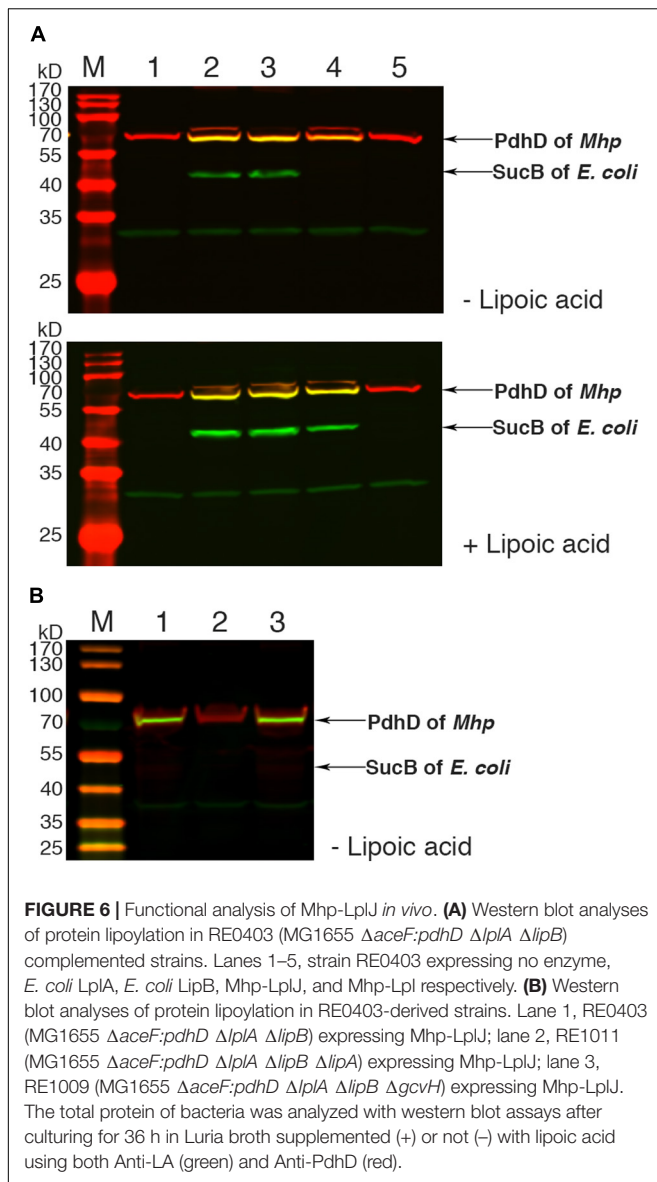 A
kD M 1 2 3 4 5
170
130
100
70
55
40
35
25
PdhD of Mhp
SucB of E. coli
- Lipoic acid
kD
170
130
100
70
55
40
35
25
PdhD of Mhp
SucB of E. coli
+ Lipoic acid
B
kD M 1 2 3
170
130
100
70
55
40
35
25
PdhD of Mhp
SucB of E. coli
- Lipoic acid
FIGURE 6 | Functional analysis of Mhp-LplJ in vivo. (A) Western blot analyses
of protein lipoylation in RE0403 (MG1655 ΔaceF:pdhD ΔlplA ΔlipB)
complemented strains. Lanes 1–5, strain RE0403 expressing no enzyme,
E. coli LplA, E. coli LipB, Mhp-LplJ, and Mhp-Lpl respectively. (B) Western
blot analyses of protein lipoylation in RE0403-derived strains. Lane 1, RE0403
(MG1655 ΔaceF:pdhD ΔlplA ΔlipB) expressing Mhp-LplJ; lane 2, RE1011
(MG1655 ΔaceF:pdhD ΔlplA ΔlipB ΔlipA) expressing Mhp-LplJ; lane 3,
RE1009 (MG1655 ΔaceF:pdhD ΔlplA ΔlipB ΔgcvH) expressing Mhp-LplJ.
The total protein of bacteria was analyzed with western blot assays after
culturing for 36 h in Luria broth supplemented (+) or not (–) with lipoic acid
using both Anti-LA (green) and Anti-PdhD (red).